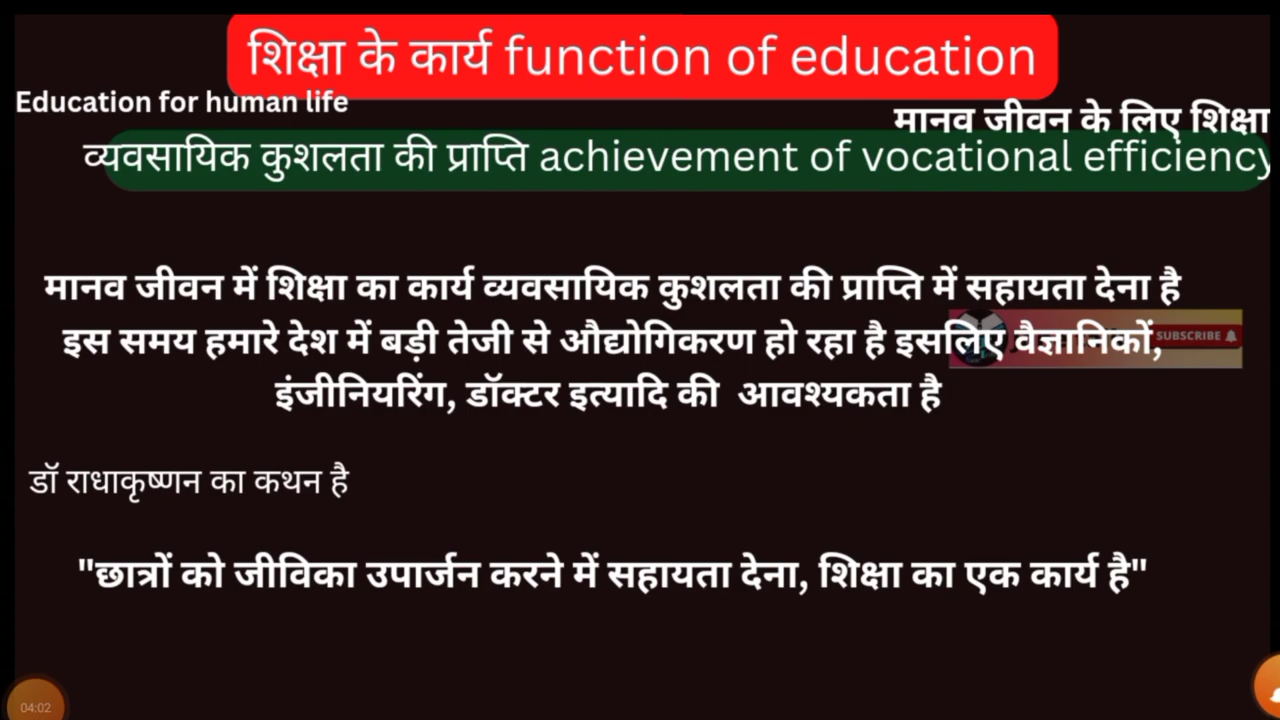 शिक्षा के कार्य function of education
Education for human life
मानव जीवन के लिए शिक्षा
व्यवसायिक कुशलता की प्राप्ति achievement of vocational efficiency
मानव जीवन में शिक्षा का कार्य व्यवसायिक कुशलता की प्राप्ति में सहायता देना है
इस समय हमारे देश में बड़ी तेजी से औद्योगिकरण हो रहा है इसलिए वैज्ञानिकों,
SUBSCRIBE
इंजीनियरिंग, डॉक्टर इत्यादि की आवश्यकता है
डॉ राधाकृष्णन का कथन है
"छात्रों को जीविका उपार्जन करने में सहायता देना, शिक्षा का एक कार्य है"
04:02